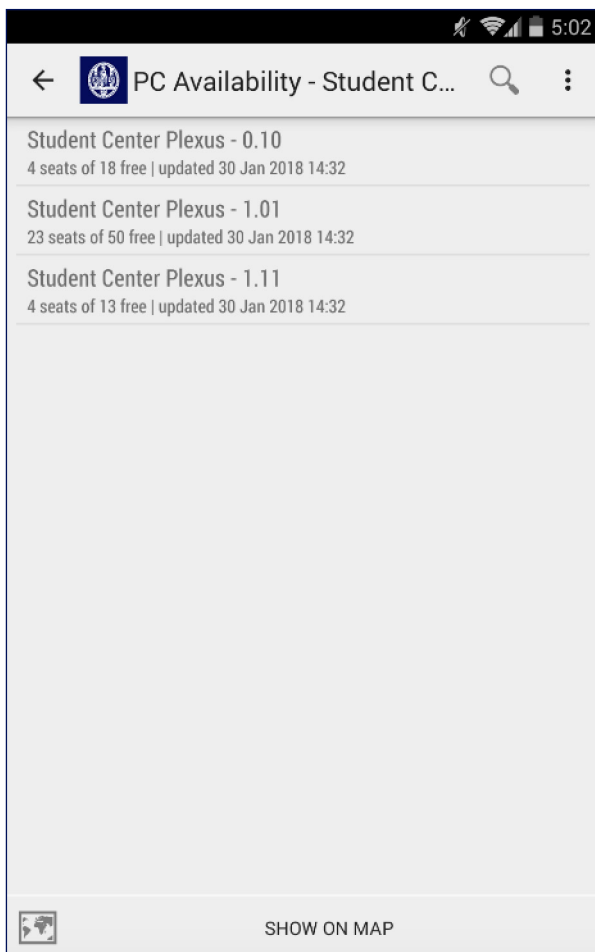 5:02
PC Availability - Student C...
Student Center Plexus - 0.10
4 seats of 18 free | updated 30 Jan 2018 14:32
Student Center Plexus - 1.01
23 seats of 50 free | updated 30 Jan 2018 14:32
Student Center Plexus - 1.11
4 seats of 13 free | updated 30 Jan 2018 14:32
SHOW ON MAP